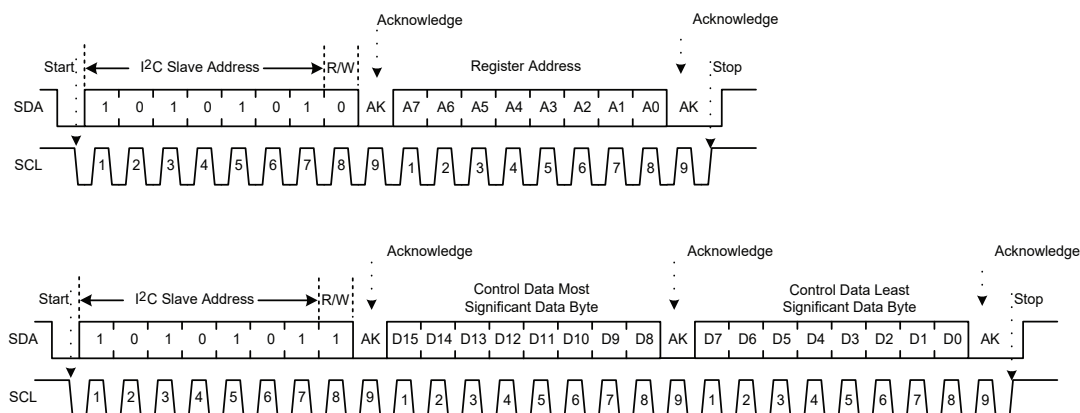 Acknowledge Acknowledge
Start I²C Slave Address R/W Register Address Stop
SDA 1 0 1 0 1 0 1 0 AK A7 A6 A5 A4 A3 A2 A1 A0 AK
SCL 1 2 3 4 5 6 7 8 9 1 2 3 4 5 6 7 8 9
Acknowledge Acknowledge Acknowledge
Start I²C Slave Address R/W Control Data Most Control Data Least Stop
Significant Data Byte Significant Data Byte
SDA 1 0 1 0 1 0 1 1 AK D15 D14 D13 D12 D11 D10 D9 D8 AK D7 D6 D5 D4 D3 D2 D1 D0 AK
SCL 1 2 3 4 5 6 7 8 9 1 2 3 4 5 6 7 8 9 1 2 3 4 5 6 7 8 9